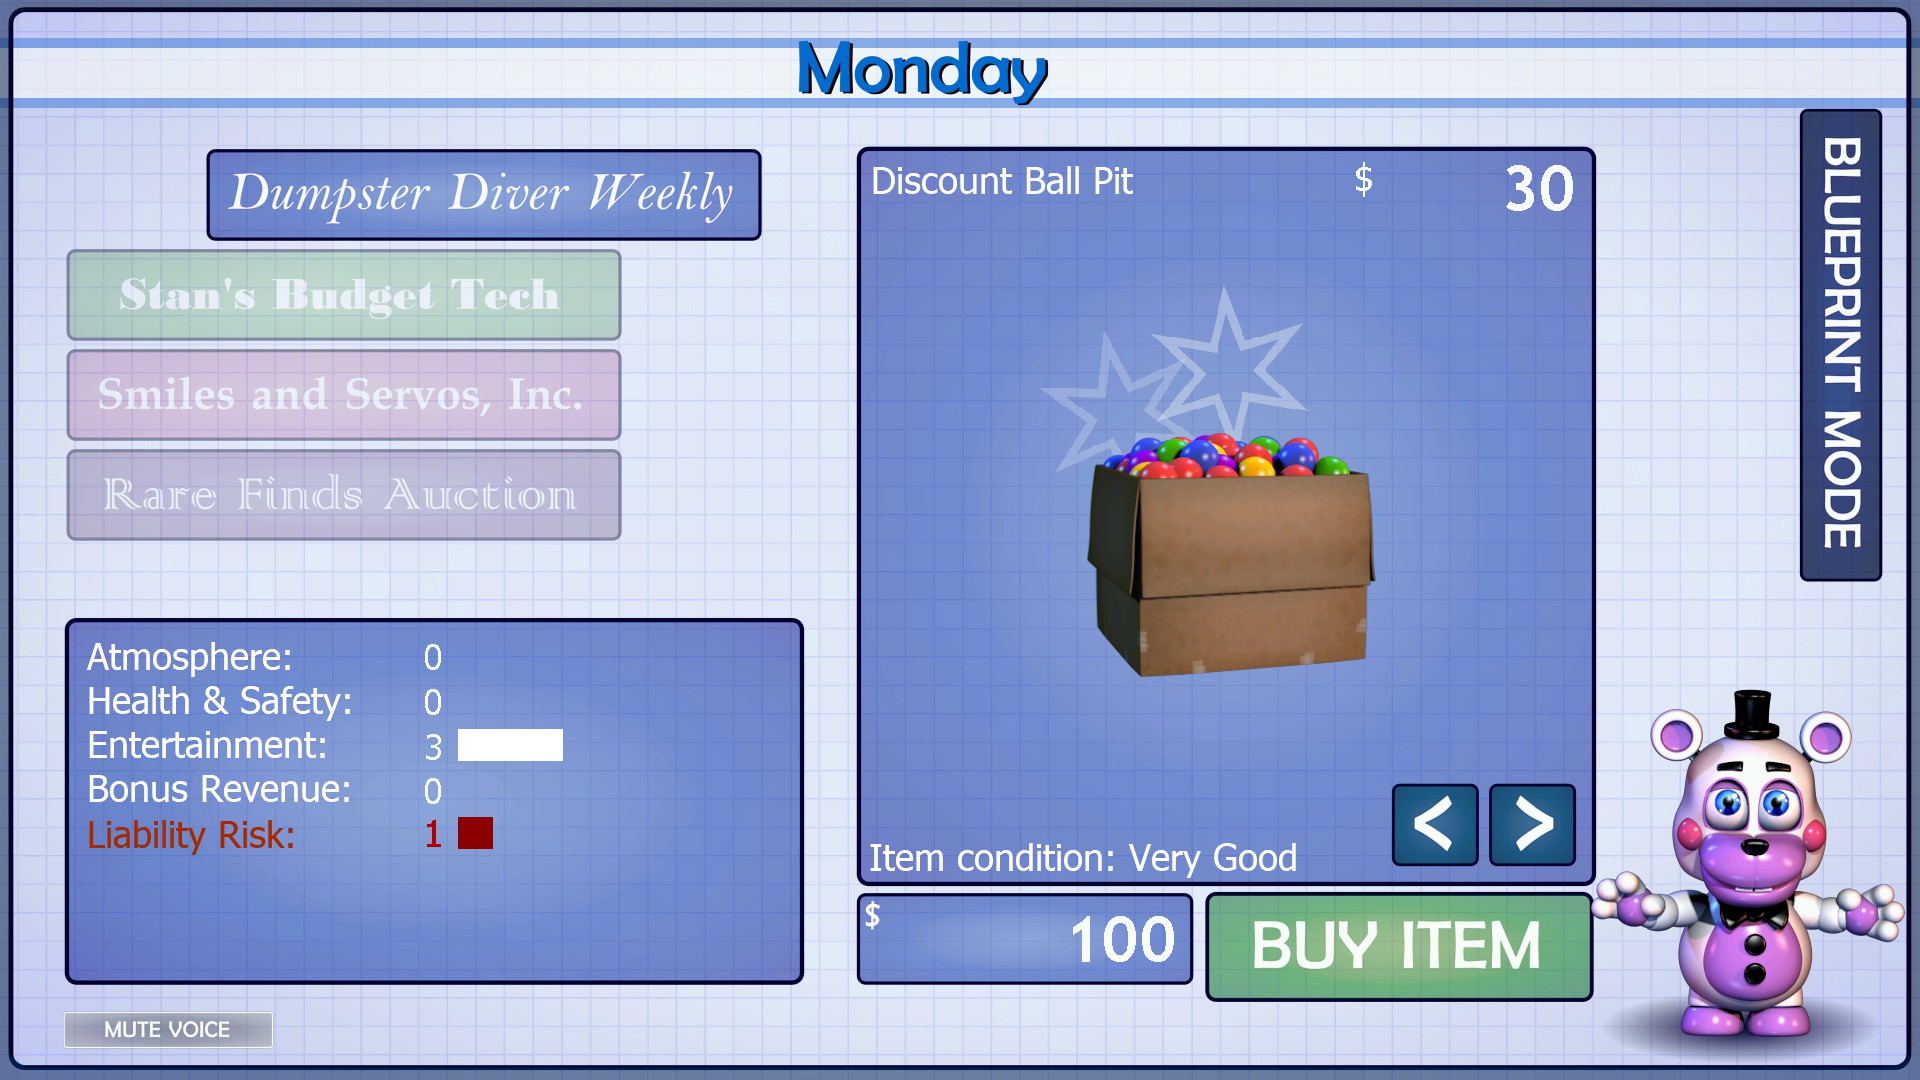 Monday
Dumpster Diver Weekly
Stan's Budget Tech
Smiles and Servos, Inc.
Rare Finds Auction
Atmosphere: 0
Health & Safety: 0
Entertainment: 3
Bonus Revenue: 0
Liability Risk: 1
MUTE VOICE
Discount Ball Pit $ 30
< >
Item condition: Very Good
$ 100
BUY ITEM
BLUEPRINT MODE